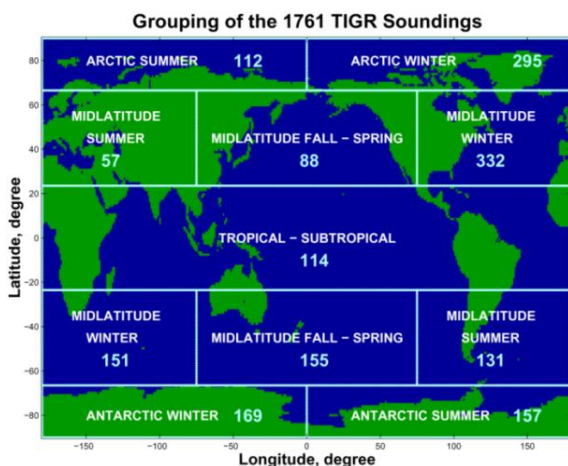 Grouping of the 1761 TIGR Soundings
Latitude, degree
80
60
40
20
0
−20
−40
−60
−80
ARCTIC SUMMER 112
ARCTIC WINTER 295
MIDLATITUDE
SUMMER
57
MIDLATITUDE FALL − SPRING
88
MIDLATITUDE
WINTER
332
TROPICAL − SUBTROPICAL
114
MIDLATITUDE
WINTER
151
MIDLATITUDE FALL − SPRING
155
MIDLATITUDE
SUMMER
131
ANTARCTIC WINTER 169
ANTARCTIC SUMMER 157
−150 −100 −50 0 50 100 150
Longitude, degree